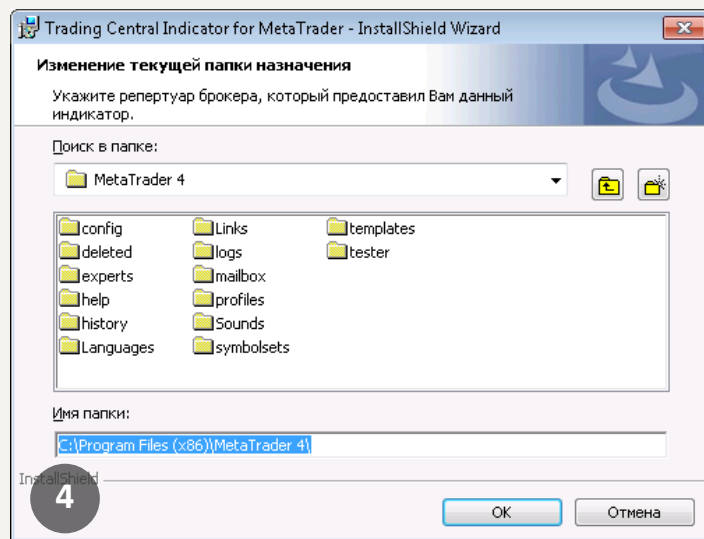 Trading Central Indicator for MetaTrader - InstallShield Wizard
Изменение текущей папки назначения
Укажите репертуар брокера, который предоставил Вам данный
индикатор.
Поиск в папке:
MetaTrader 4
config
Links
templates
deleted
logs
tester
experts
mailbox
help
profiles
history
Sounds
Languages
symbolsets
Имя папки:
C:\Program Files (x86)\MetaTrader 4\
InstallShield
4
OK
Отмена